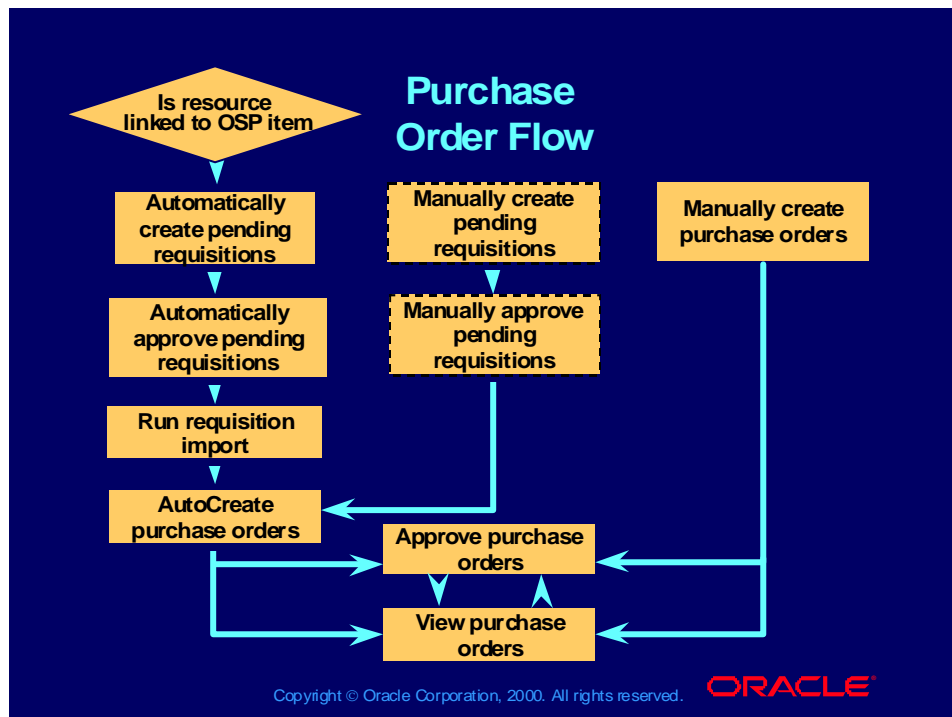 Purchase
Order Flow
Is resource
linked to OSP item
Automatically
create pending
requisitions
Automatically
approve pending
requisitions
Run requisition
import
AutoCreate
purchase orders
Manually create
pending
requisitions
Manually approve
pending
requisitions
Manually create
purchase orders
Approve purchase
orders
View purchase
orders
Copyright © Oracle Corporation, 2000. All rights reserved.
ORACLE®